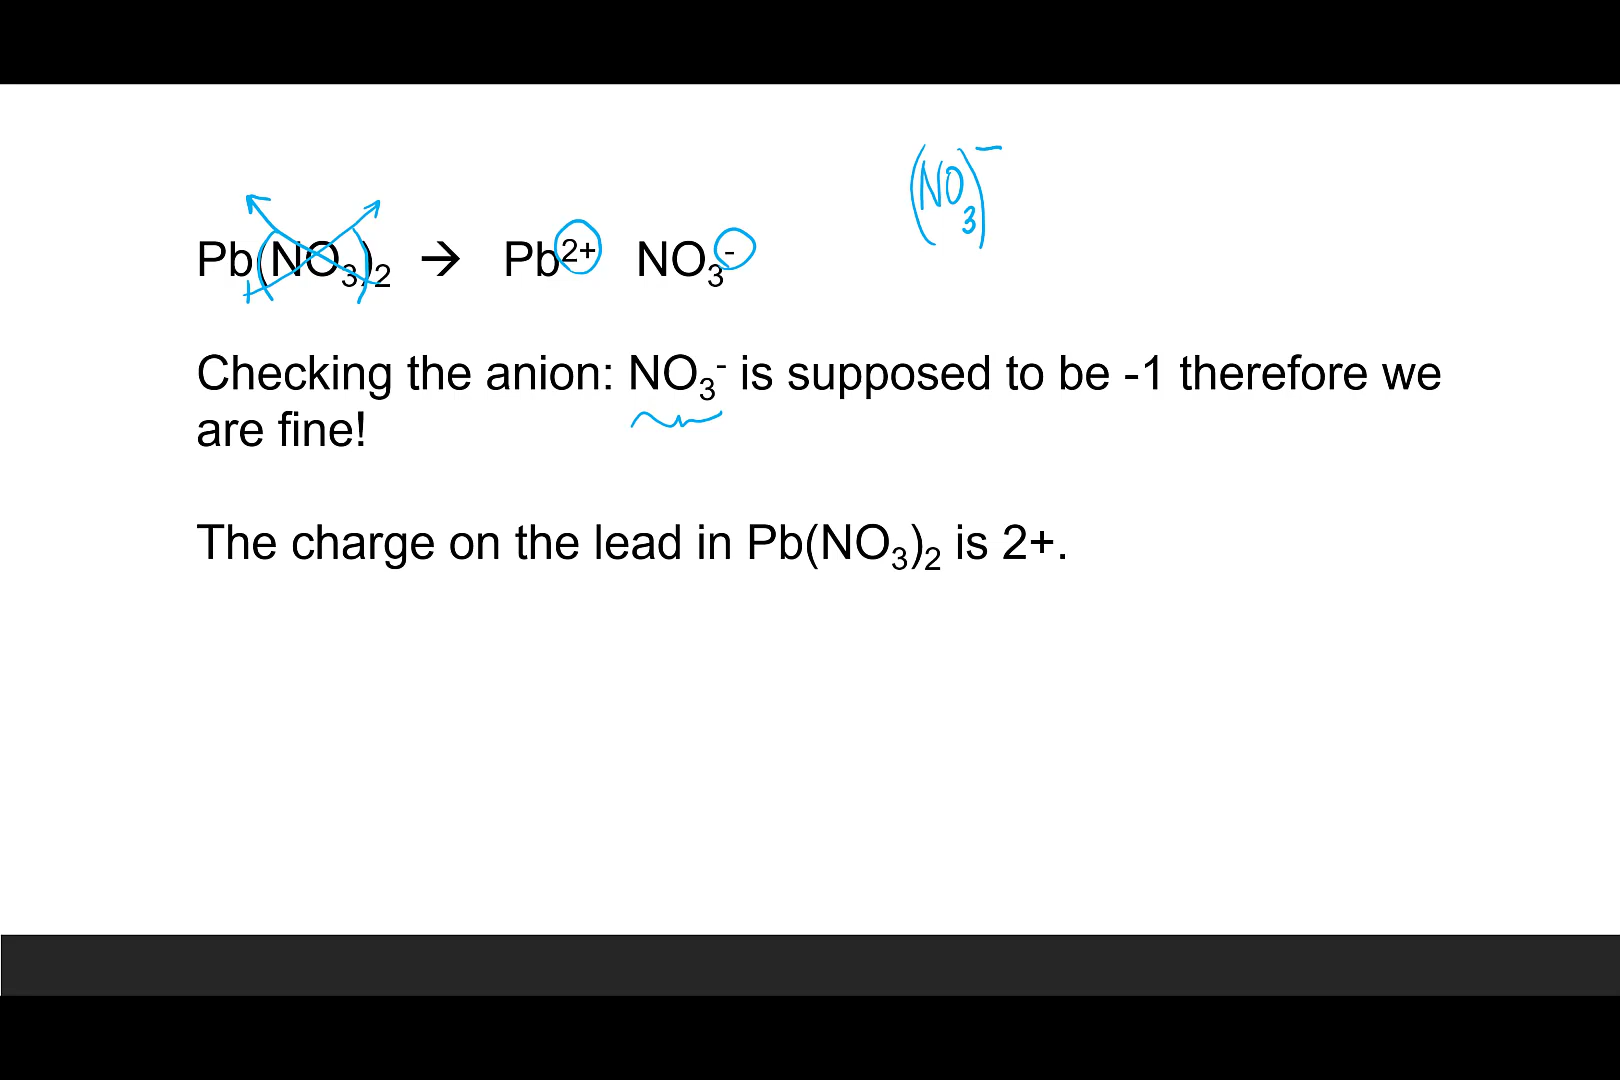 (NO₃)⁻
Pb(NO₃)₂ → Pb²⁺ NO₃⁻
1
Checking the anion: NO₃⁻ is supposed to be -1 therefore we
are fine!
The charge on the lead in Pb(NO₃)₂ is 2+.